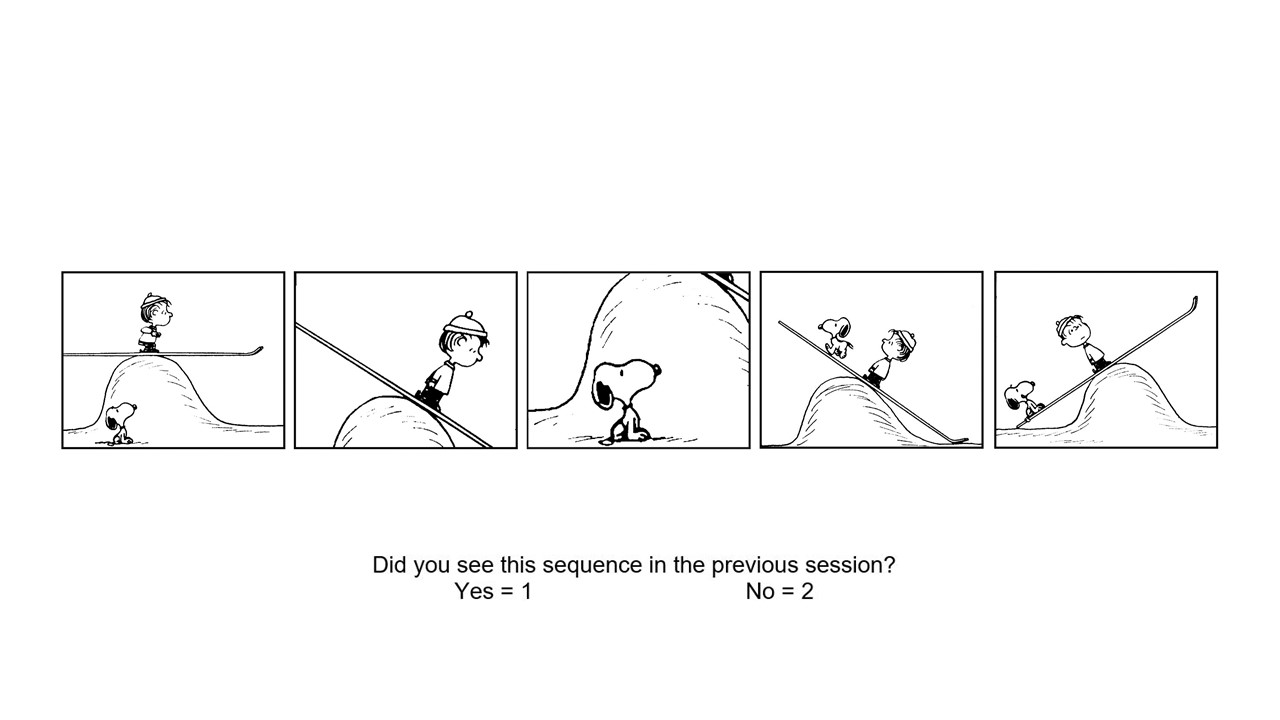 Did you see this sequence in the previous session?
Yes = 1 No = 2